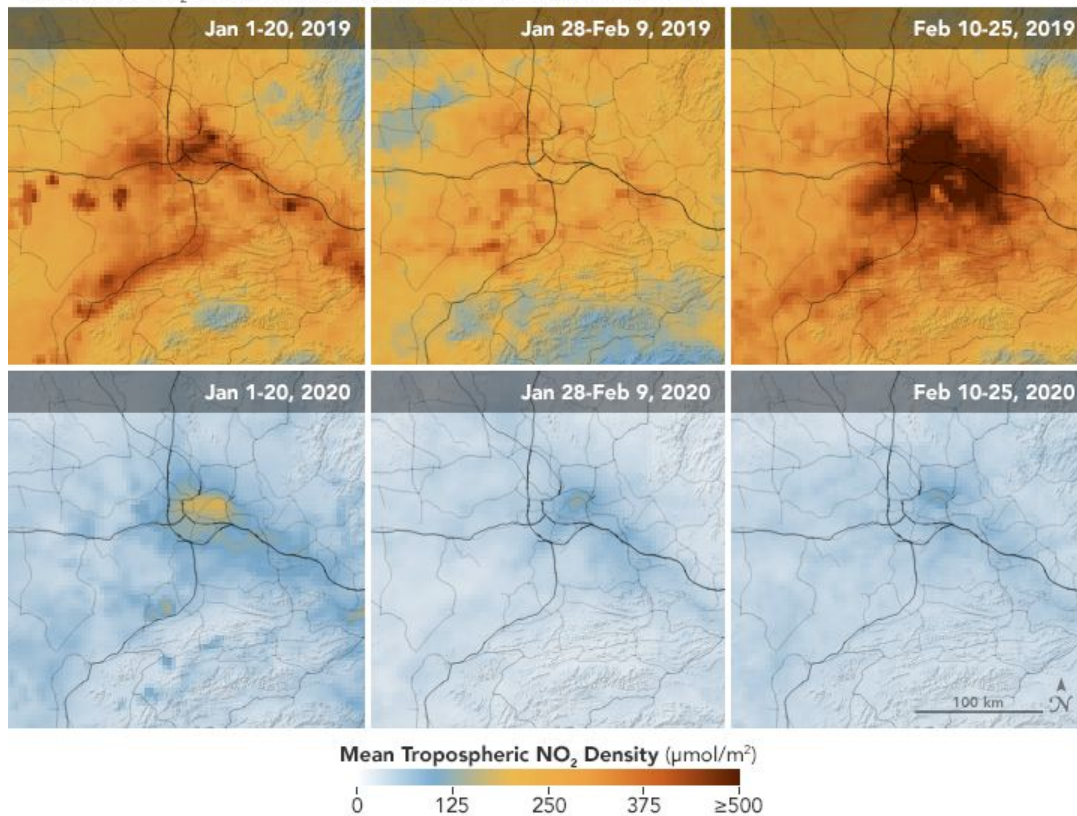 Jan 1-20, 2019
Jan 28-Feb 9, 2019
Feb 10-25, 2019
Jan 1-20, 2020
Jan 28-Feb 9, 2020
Feb 10-25, 2020
100 km
N
Mean Tropospheric NO₂ Density (µmol/m²)
0 125 250 375 ≥500